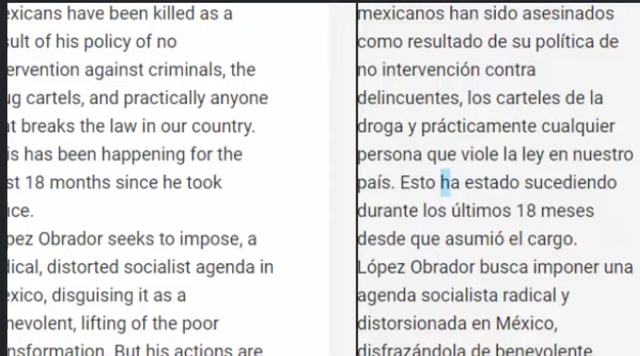 exicans have been killed as a
sult of his policy of no
ervention against criminals, the
ug cartels, and practically anyone
at breaks the law in our country.
is has been happening for the
st 18 months since he took
ice.
pez Obrador seeks to impose, a
dical, distorted socialist agenda in
exico, disguising it as a
nevolent, lifting of the poor
nsformation. But his actions are
mexicanos han sido asesinados
como resultado de su política de
no intervención contra
delincuentes, los carteles de la
droga y prácticamente cualquier
persona que viole la ley en nuestro
país. Esto ha estado sucediendo
durante los últimos 18 meses
desde que asumió el cargo.
López Obrador busca imponer una
agenda socialista radical y
distorsionada en México,
disfrazándola de benevolente,